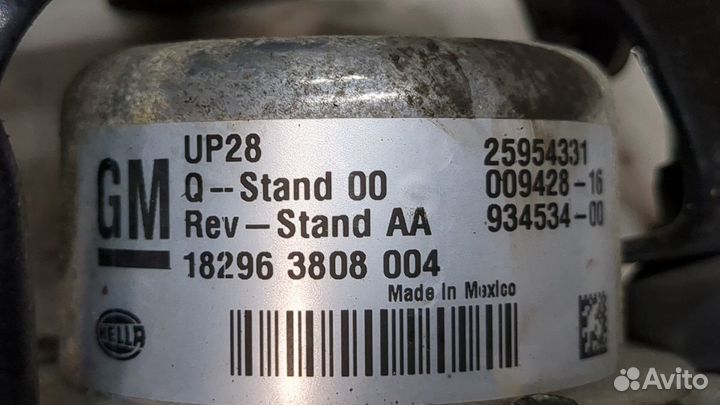 GM
UP28 25954331
Q--Stand 00 009428-16
Rev-Stand AA 934534-00
18296 3808 004
Made In Mexico
HELLA
Avito